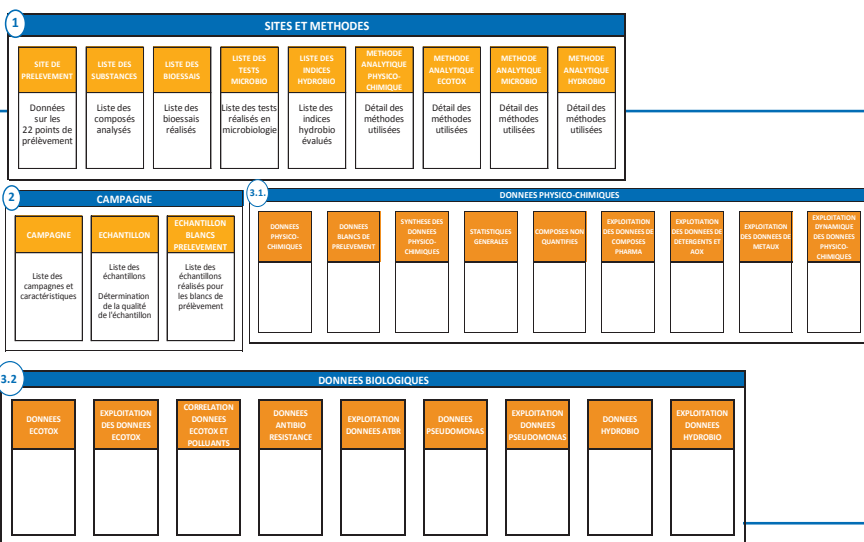 1
SITES ET METHODES
SITE DE
PRELEVEMENT
Données
sur les
22 points de
prélèvement
LISTE DES
SUBSTANCES
Liste des
composés
analysés
LISTE DES
BIOESSAIS
Liste des
bioessais
réalisés
LISTE DES
TESTS
MICROBIO
Liste des tests
réalisés en
microbiologie
LISTE DES
INDICES
HYDROBIO
Liste des
indices
hydrobio
évalués
METHODE
ANALYTIQUE
PHYSICO-
CHIMIQUE
Détail des
méthodes
utilisées
METHODE
ANALYTIQUE
ECOTOX
Détail des
méthodes
utilisées
METHODE
ANALYTIQUE
MICROBIO
Détail des
méthodes
utilisées
METHODE
ANALYTIQUE
HYDROBIO
Détail des
méthodes
utilisées
2
CAMPAGNE
CAMPAGNE
Liste des
campagnes et
caractéristiques
ECHANTILLON
Liste des
échantillons
Détermination
de la qualité
de l'échantillon
ECHANTILLON
BLANCS
PRELEVEMENT
Liste des
échantillons
réalisés pour
les blancs de
prélèvement
3.1.
DONNEES PHYSICO-CHIMIQUES
DONNEES
PHYSICO-
CHIMIQUES
DONNEES
BLANCS DE
PRELEVEMENT
SYNTHESE DES
DONNEES
PHYSICO-
CHIMIQUES
STATISTIQUES
GENERALES
COMPOSES NON
QUANTIFIES
EXPLOITATION
DES DONNEES DE
COMPOSES
PHARMA
EXPLOTIATION
DES DONNEES DE
DETERGENTS ET
AOX
EXPLOITATION
DES DONNEES DE
METAUX
EXPLOITATION
DYNAMIQUE
DES DONNEES
PHYSICO-
CHIMIQUES
3.2
DONNEES BIOLOGIQUES
DONNEES
ECOTOX
EXPLOITATION
DES DONNEES
ECOTOX
CORRELATION
DONNEES
ECOTOX ET
POLLUANTS
DONNEES
ANTIBIO
RESISTANCE
EXPLOITATION
DONNEES ATBR
DONNEES
PSEUDOMONAS
EXPLOITATION
DONNEES
PSEUDOMONAS
DONNEES
HYDROBIO
EXPLOITATION
DONNEES
HYDROBIO